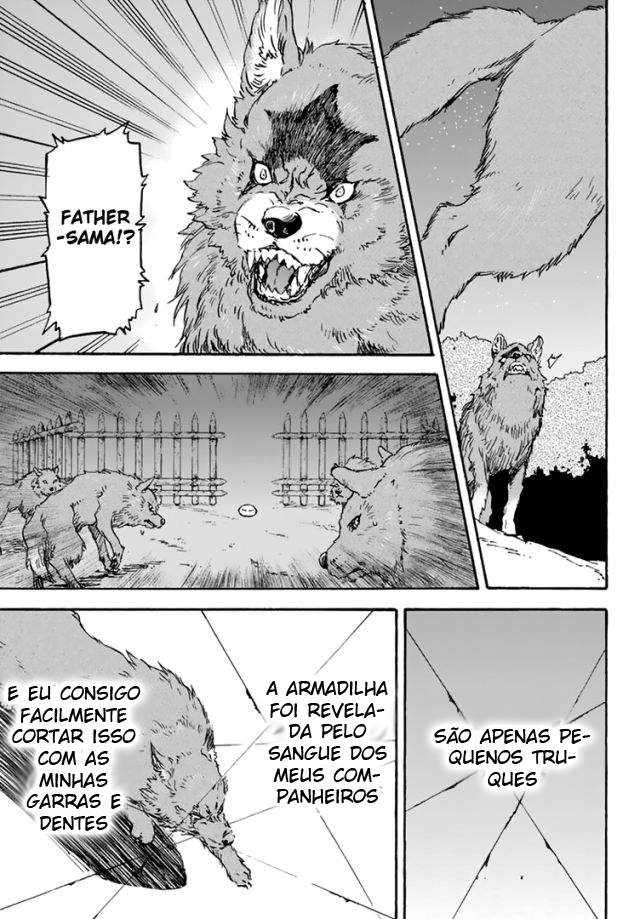 FATHER
-SAMA!?
SÃO APENAS PE-
QUENOS TRU-
QUES
A ARMADILHA
FOI REVELA-
DA PELO
SANGUE DOS
MEUS COM-
PANHEIROS
E EU CONSIGO
FACILMENTE
CORTAR ISSO
COM AS
MINHAS
GARRAS E
DENTES